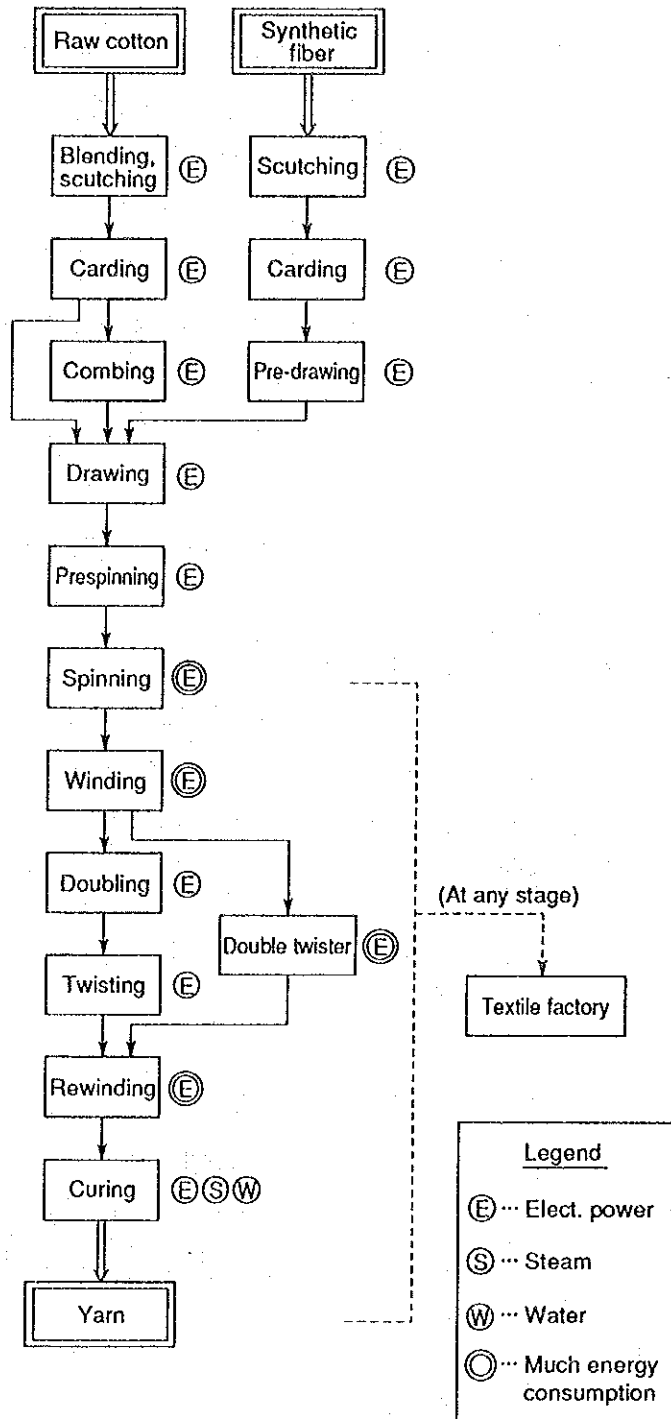 Raw cotton
Synthetic
fiber
Blending,
scutching
Ⓔ
Scutching
Ⓔ
Carding
Ⓔ
Carding
Ⓔ
Combing
Ⓔ
Pre-drawing
Ⓔ
Drawing
Ⓔ
Prespinning
Ⓔ
Spinning
Ⓔ
Winding
Ⓔ
Doubling
Ⓔ
(At any stage)
Double twister
Ⓔ
Twisting
Ⓔ
Textile factory
Rewinding
Ⓔ
Curing
Ⓔ Ⓢ Ⓦ
Yarn
Legend
Ⓔ ··· Elect. power
Ⓢ ··· Steam
Ⓦ ··· Water
◎ ··· Much energy
consumption